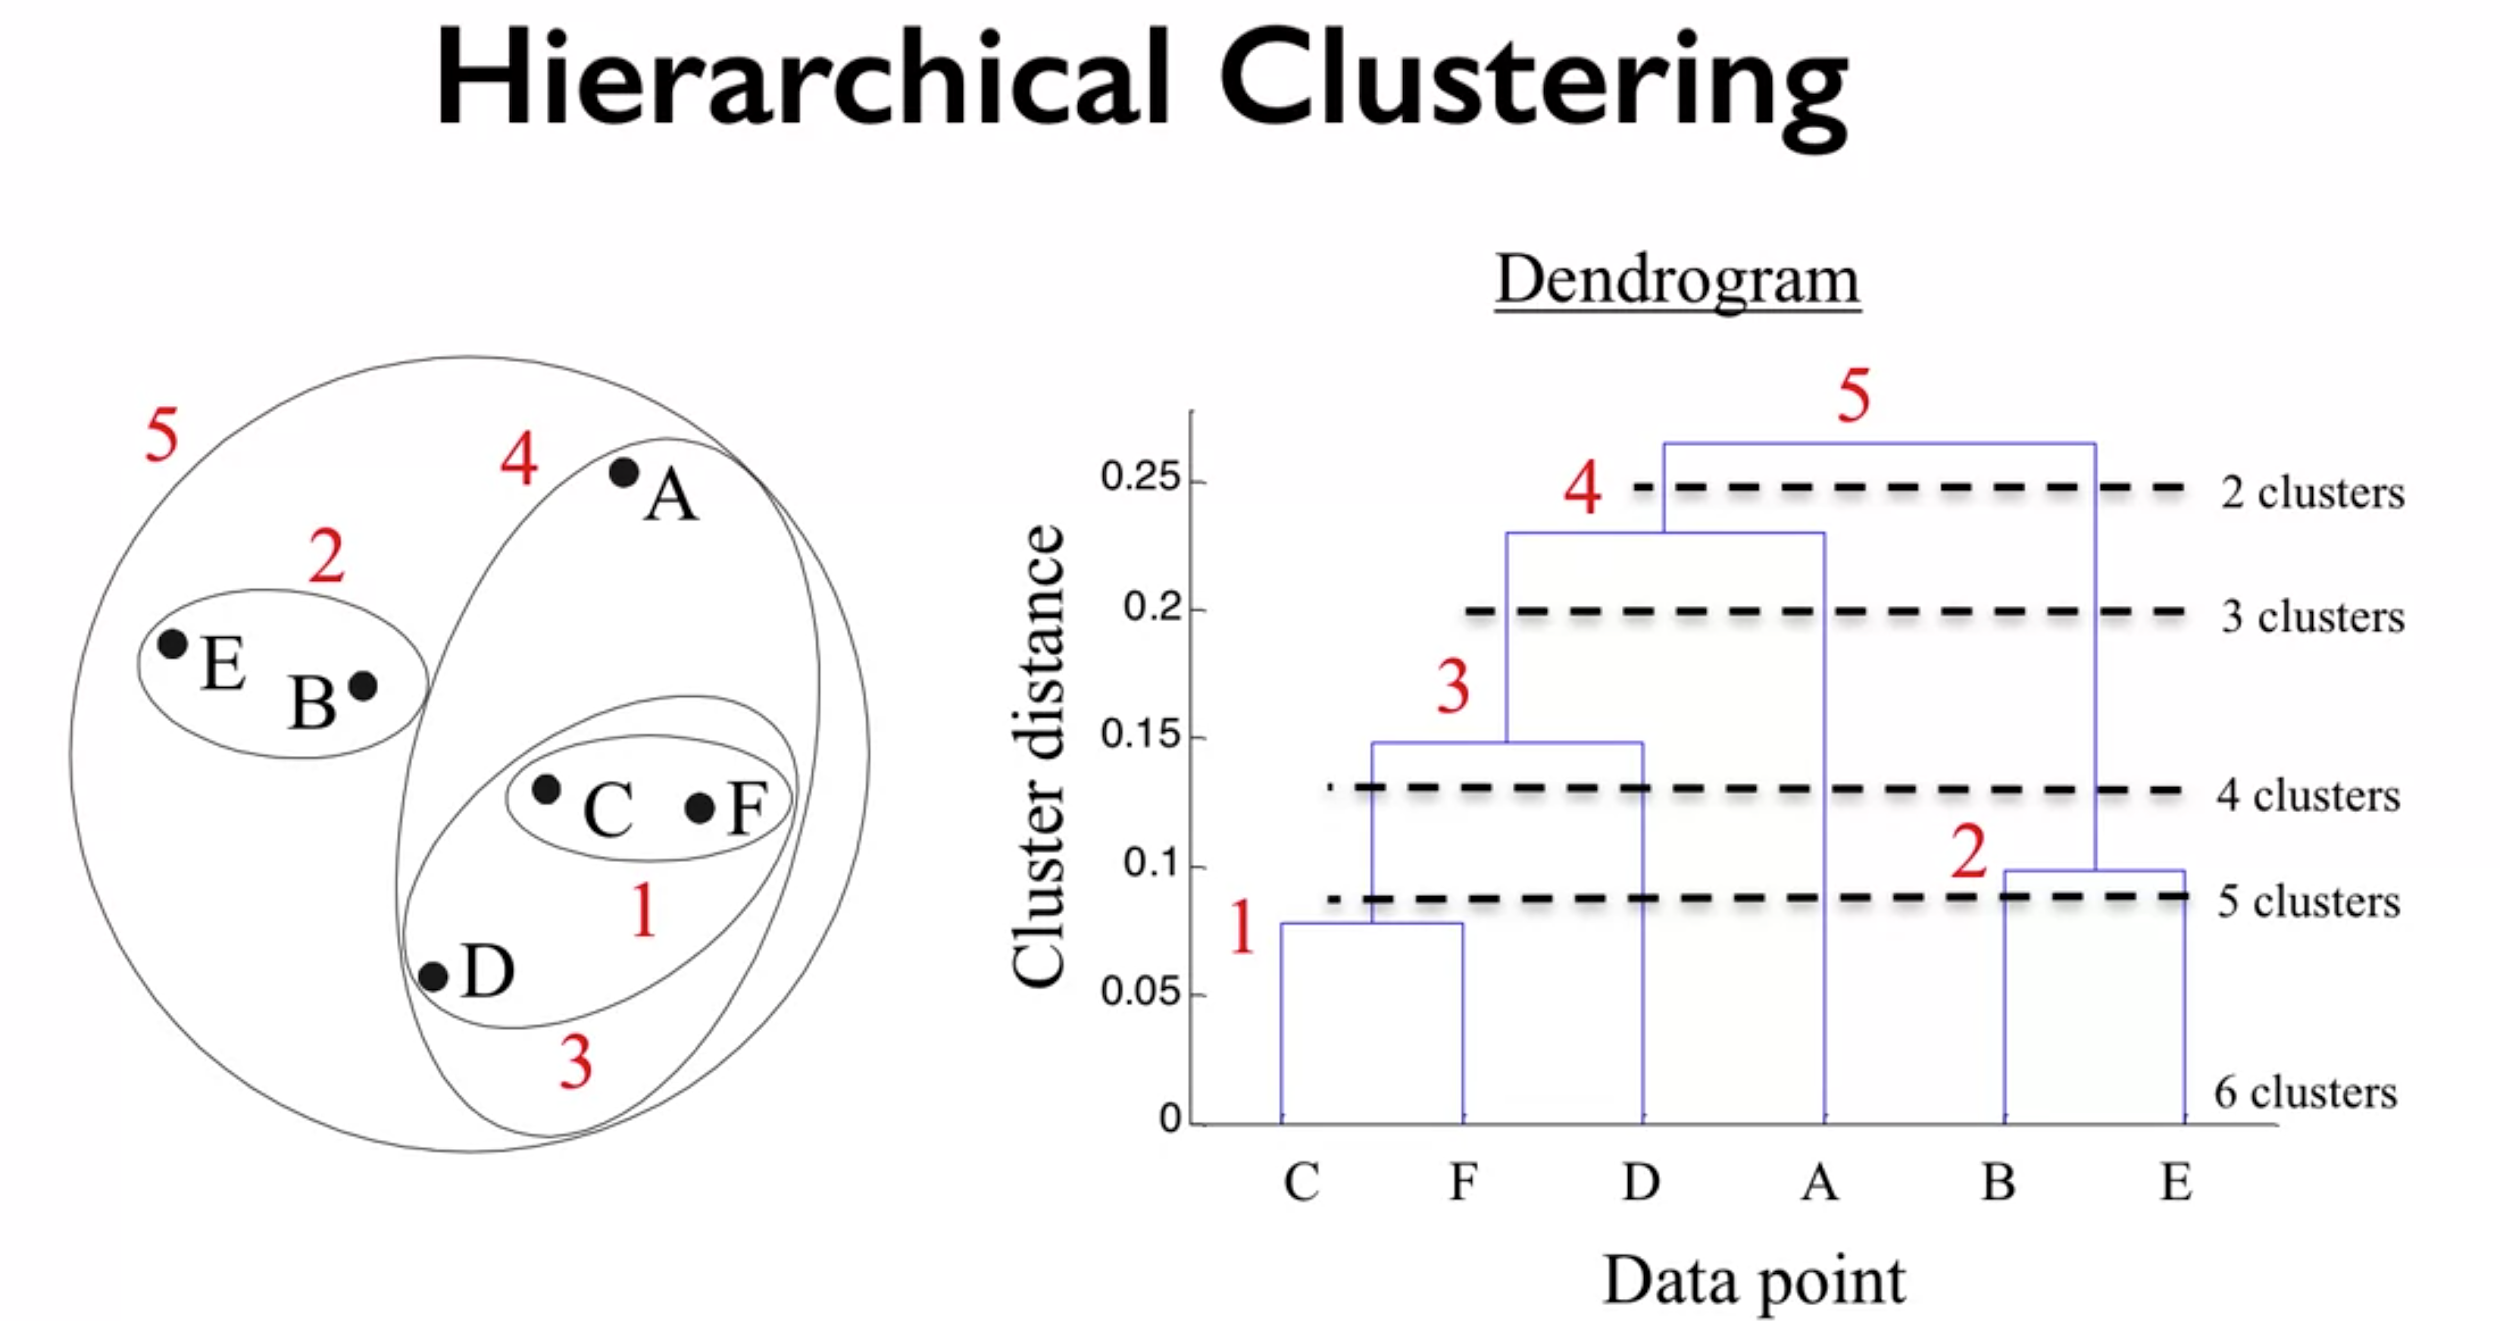 Hierarchical Clustering
5
4
A
2
E
B
C
F
1
D
3
Dendrogram
5
4
0.25
2 clusters
0.2
3 clusters
3
0.15
4 clusters
2
0.1
5 clusters
1
0.05
6 clusters
0
Cluster distance
C F D A B E
Data point